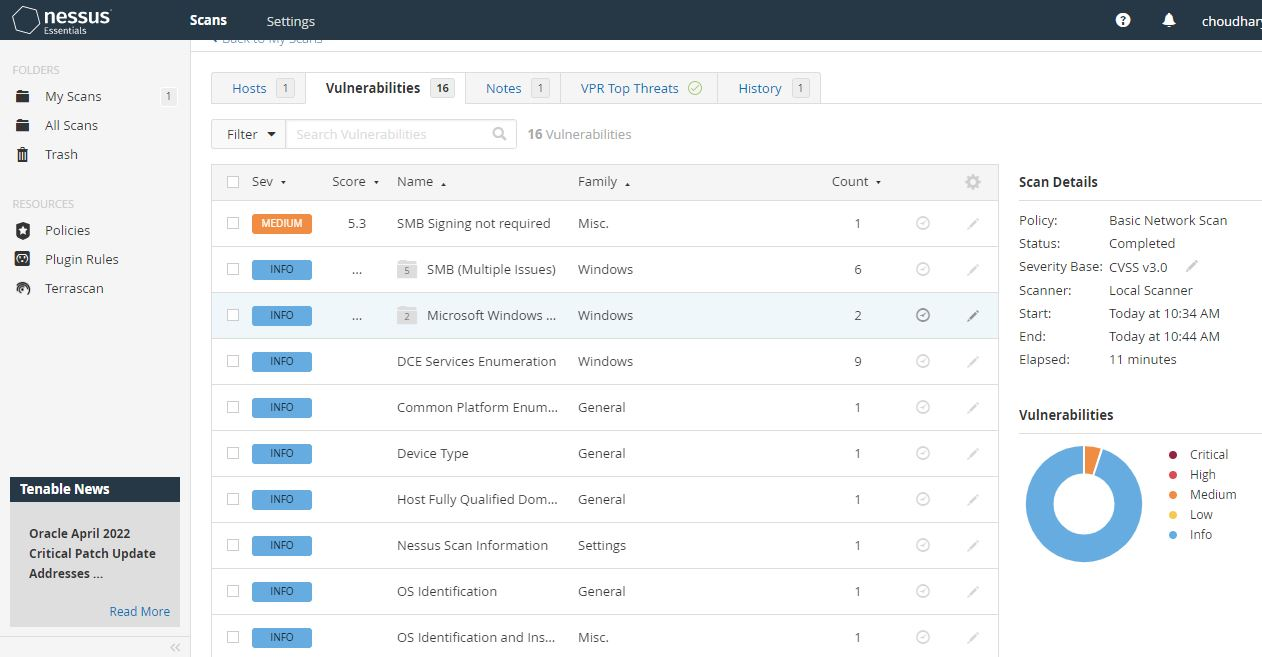 nessus
Essentials
Scans
Settings
?
choudhary
Back to My Scans
FOLDERS
My Scans 1
All Scans
Trash
RESOURCES
Policies
Plugin Rules
Terrascan
Tenable News
Oracle April 2022
Critical Patch Update
Addresses ...
Read More
Hosts 1
Vulnerabilities 16
Notes 1
VPR Top Threats
History 1
Filter
Search Vulnerabilities
16 Vulnerabilities
Sev Score Name Family Count
MEDIUM 5.3 SMB Signing not required Misc. 1
INFO ... 5 SMB (Multiple Issues) Windows 6
INFO ... 2 Microsoft Windows ... Windows 2
INFO DCE Services Enumeration Windows 9
INFO Common Platform Enum... General 1
INFO Device Type General 1
INFO Host Fully Qualified Dom... General 1
INFO Nessus Scan Information Settings 1
INFO OS Identification General 1
INFO OS Identification and Ins... Misc. 1
Scan Details
Policy: Basic Network Scan
Status: Completed
Severity Base: CVSS v3.0
Scanner: Local Scanner
Start: Today at 10:34 AM
End: Today at 10:44 AM
Elapsed: 11 minutes
Vulnerabilities
Critical
High
Medium
Low
Info